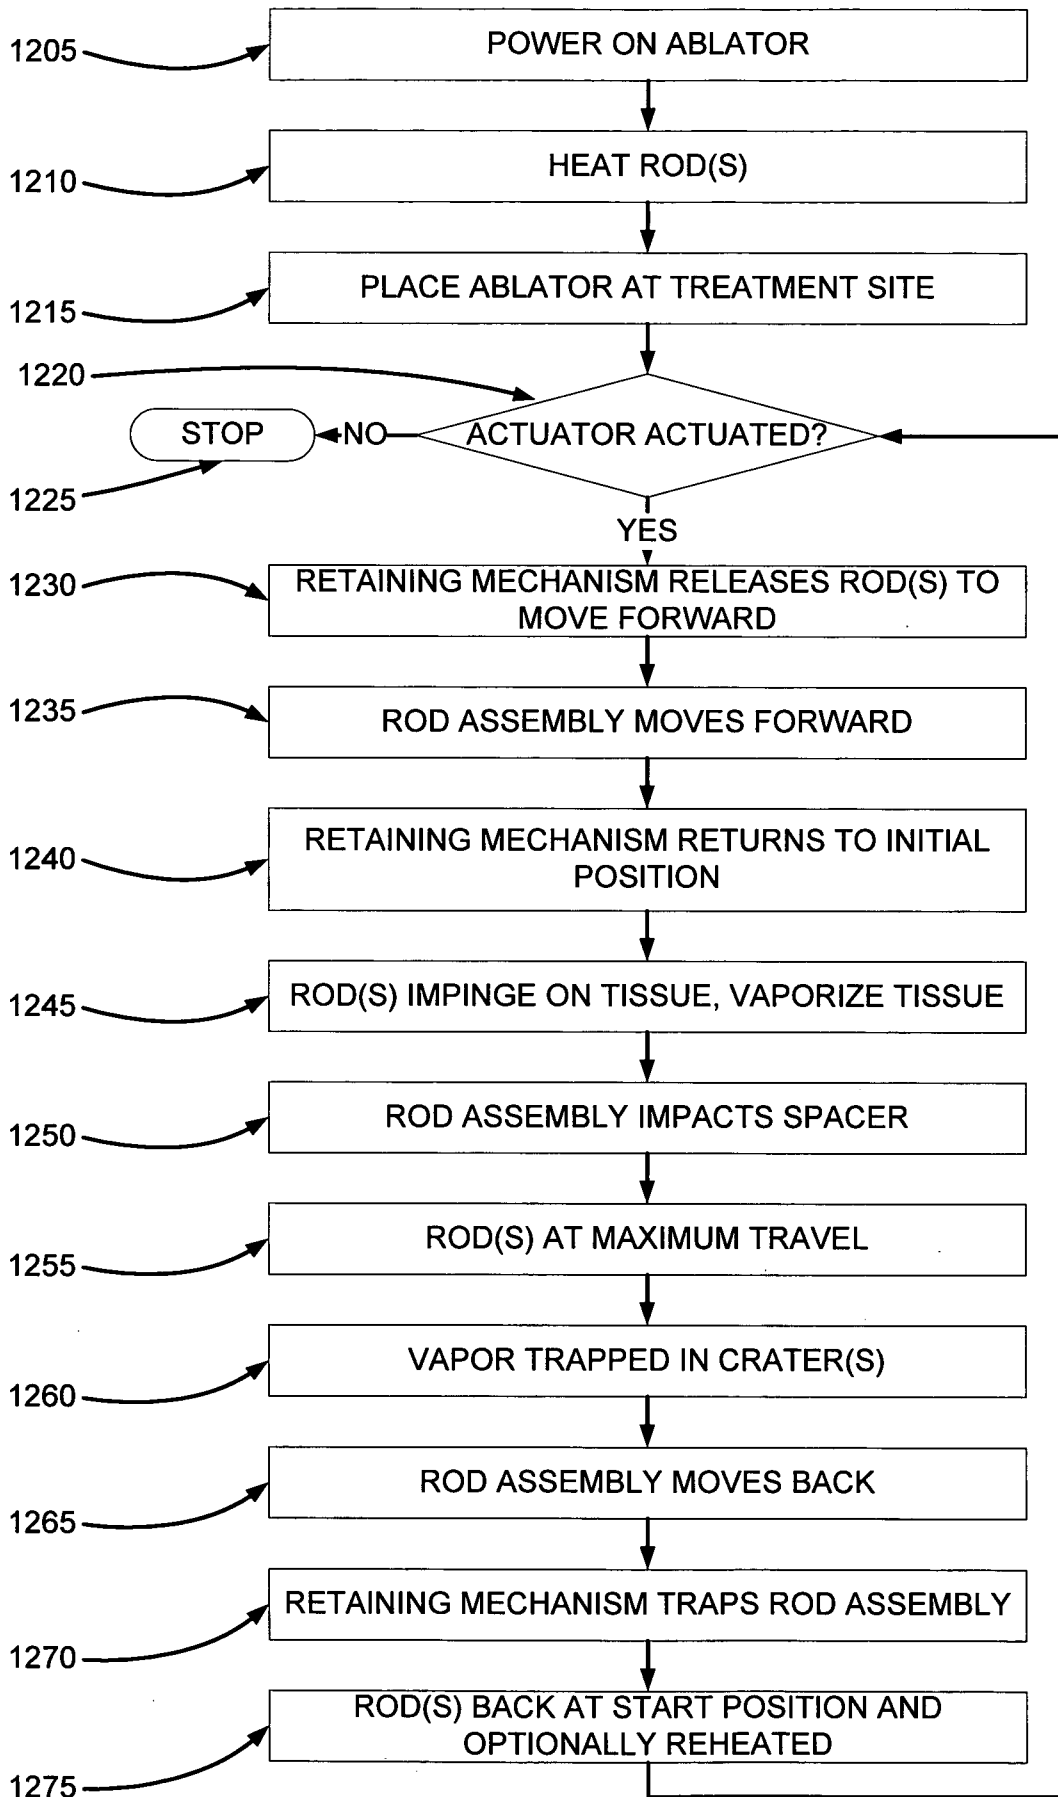 1205
POWER ON ABLATOR
1210
HEAT ROD(S)
1215
PLACE ABLATOR AT TREATMENT SITE
1220
STOP
NO
ACTUATOR ACTUATED?
1225
YES
1230
RETAINING MECHANISM RELEASES ROD(S) TO
MOVE FORWARD
1235
ROD ASSEMBLY MOVES FORWARD
1240
RETAINING MECHANISM RETURNS TO INITIAL
POSITION
1245
ROD(S) IMPINGE ON TISSUE, VAPORIZE TISSUE
1250
ROD ASSEMBLY IMPACTS SPACER
1255
ROD(S) AT MAXIMUM TRAVEL
1260
VAPOR TRAPPED IN CRATER(S)
1265
ROD ASSEMBLY MOVES BACK
1270
RETAINING MECHANISM TRAPS ROD ASSEMBLY
1275
ROD(S) BACK AT START POSITION AND
OPTIONALLY REHEATED